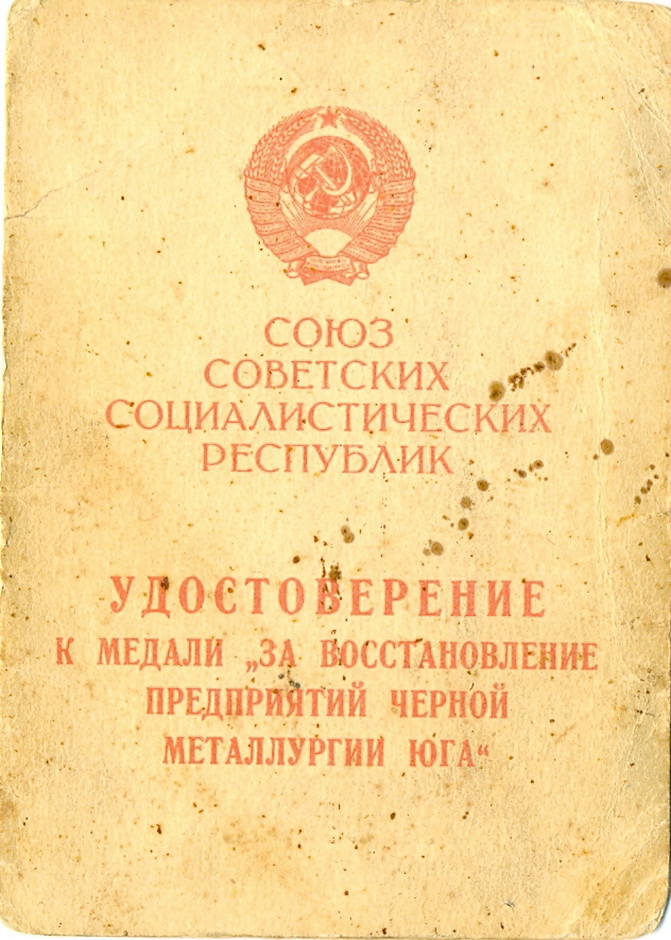 СОЮЗ
СОВЕТСКИХ
СОЦИАЛИСТИЧЕСКИХ
РЕСПУБЛИК
УДОСТОВЕРЕНИЕ
К МЕДАЛИ „ЗА ВОССТАНОВЛЕНИЕ
ПРЕДПРИЯТИЙ ЧЕРНОЙ
МЕТАЛЛУРГИИ ЮГА“